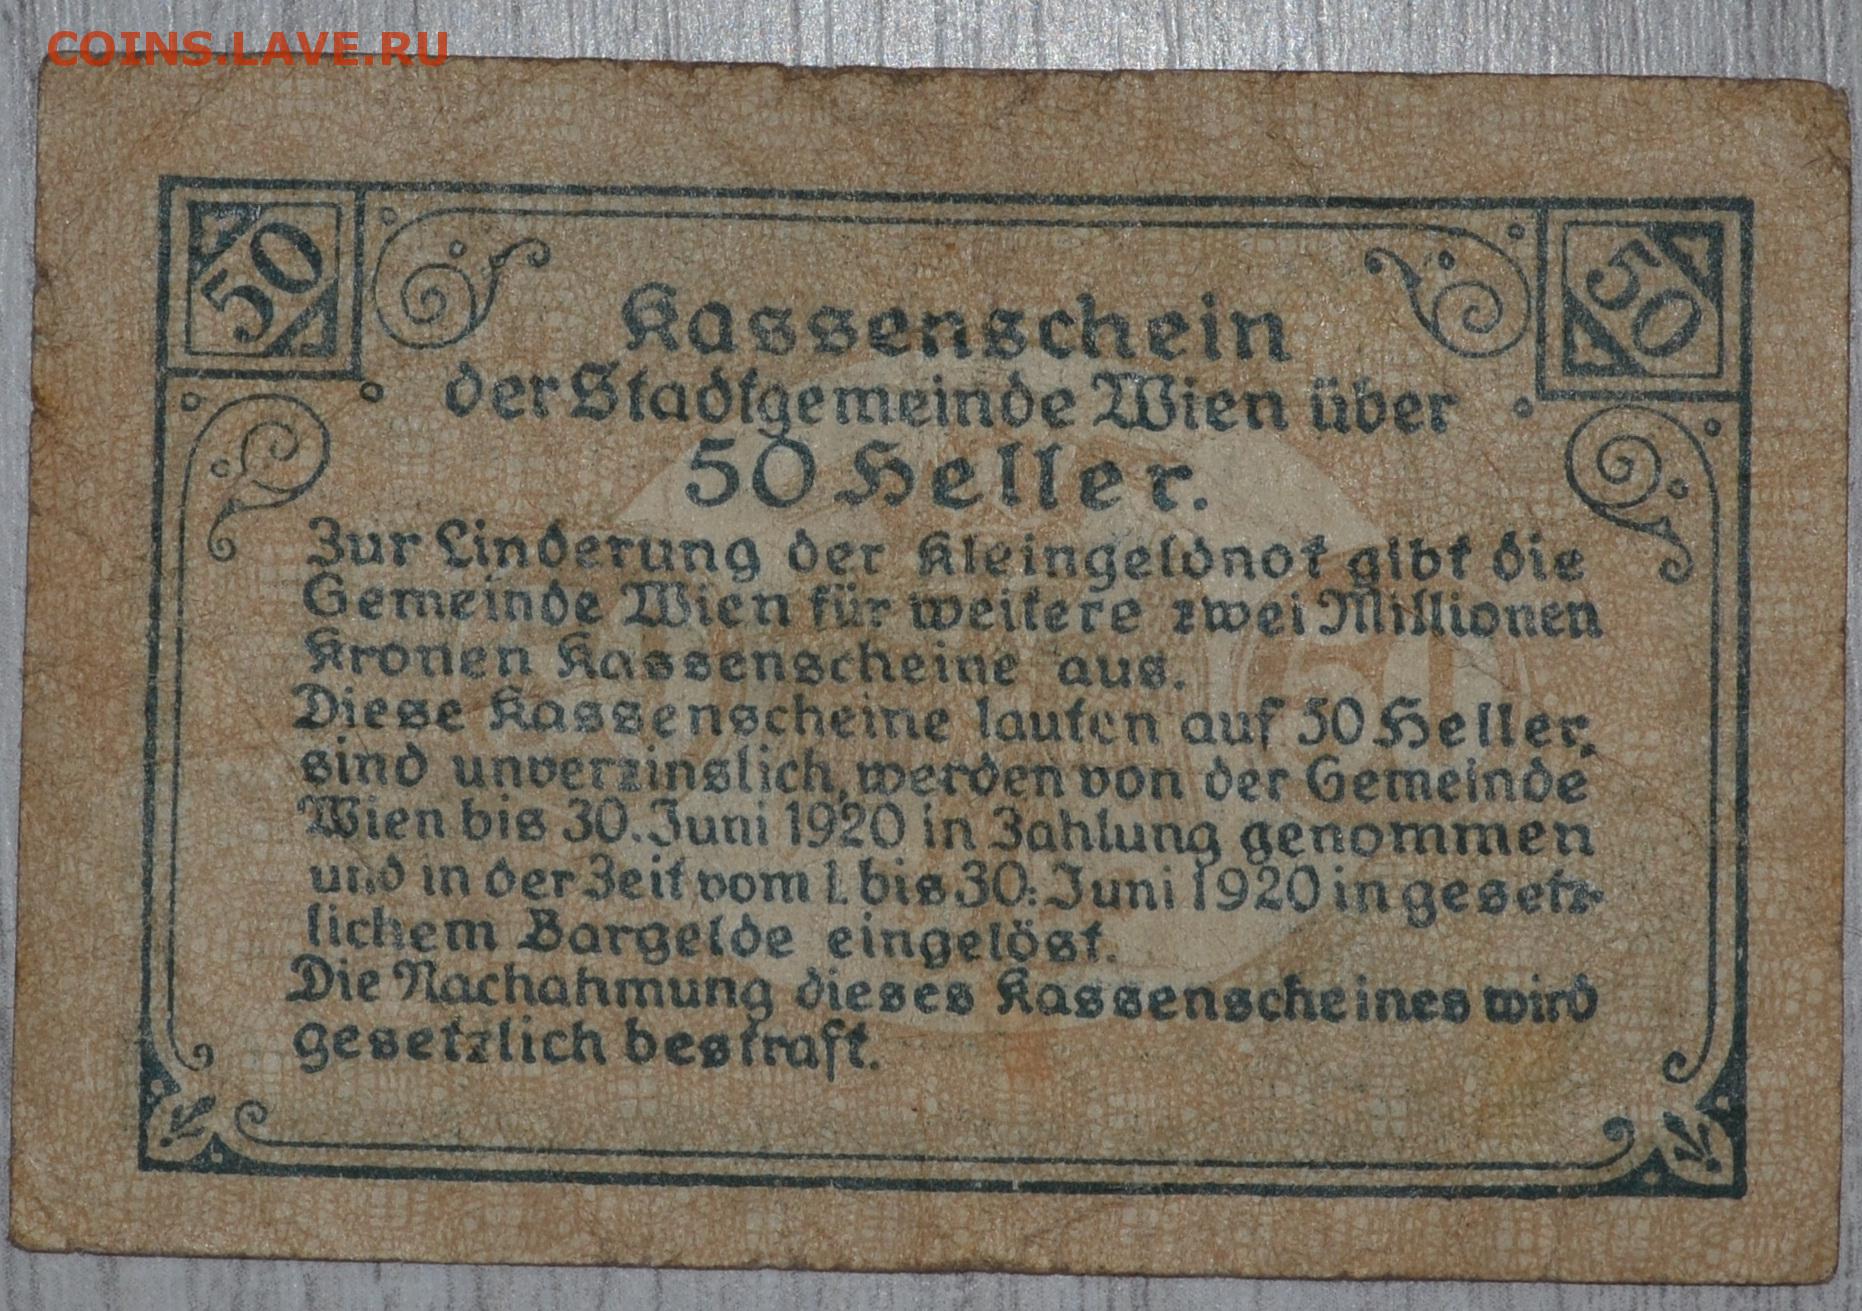 COINS.LAVE.RU
50
50
Kassenschein
der Stadtgemeinde Wien über
50 Heller.
Zur Linderung der Kleingeldnot gibt die
Gemeinde Wien für weitere zwei Millionen
Kronen Kassenscheine aus.
Diese Kassenscheine lauten auf 50 Heller,
sind unverzinslich, werden von der Gemeinde
Wien bis 30. Juni 1920 in Zahlung genommen
und in der Zeit vom 1. bis 30. Juni 1920 in gesetz-
lichem Bargelde eingelöst.
Die Nachahmung dieses Kassenscheines wird
gesetzlich bestraft.